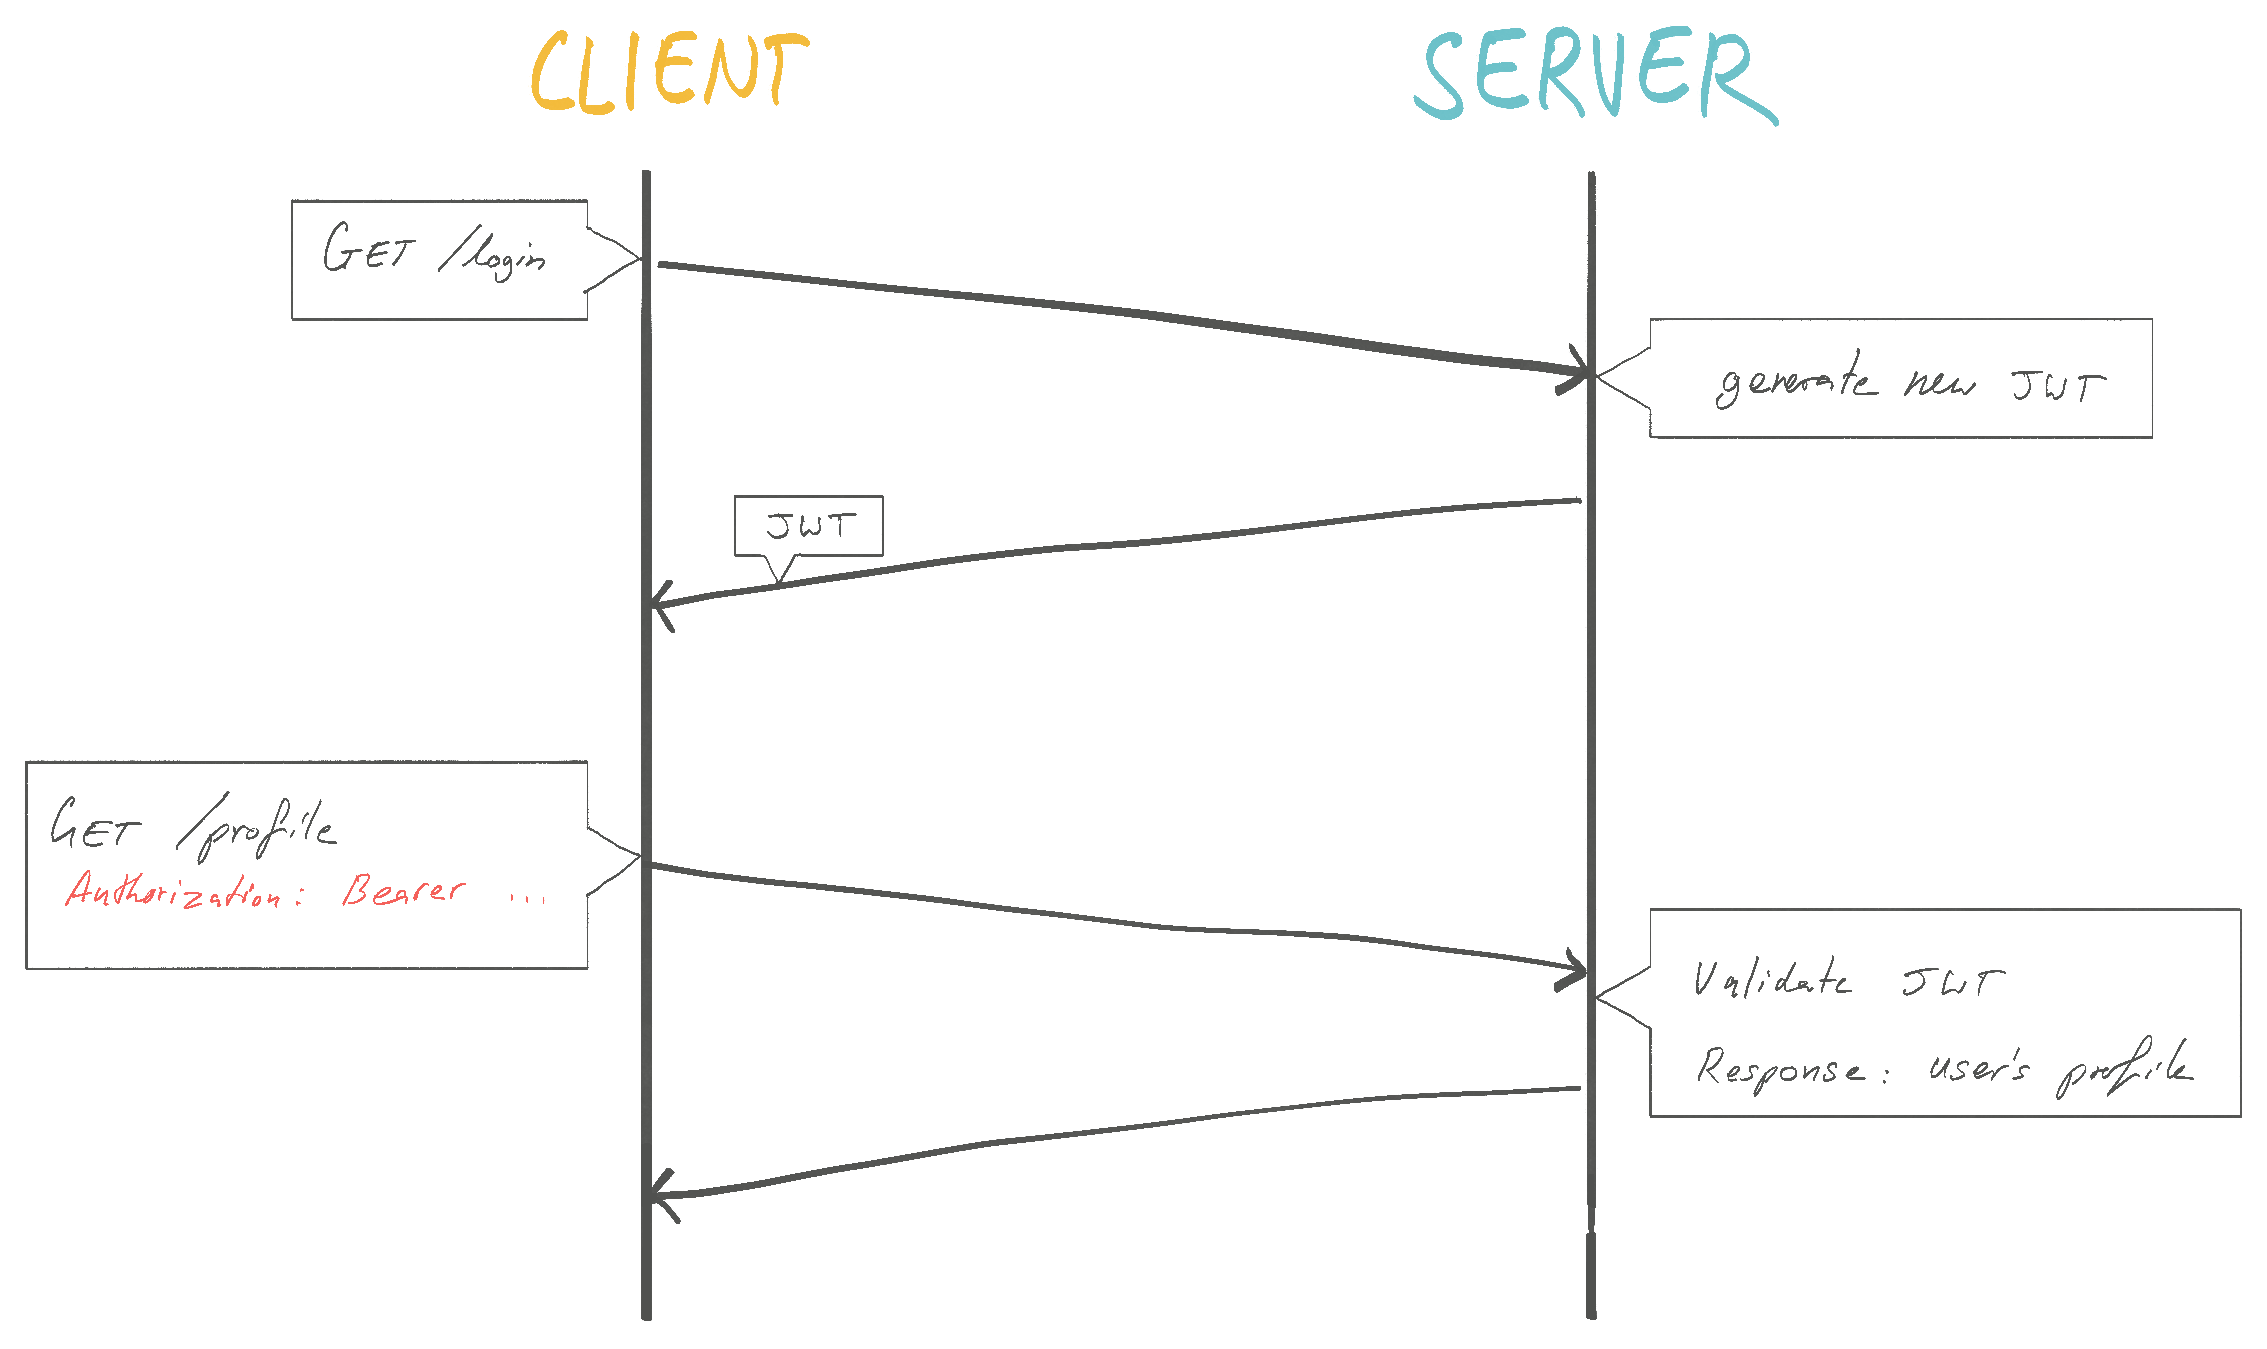 CLIENT
SERVER
GET /login
generate new JWT
JWT
GET /profile
Authorization: Bearer ...
Validate JWT
Response: user's profile